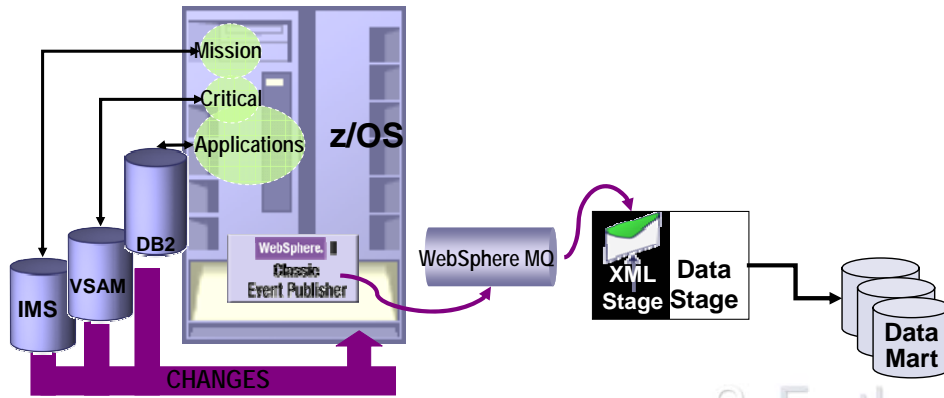 Mission
Critical
Applications
z/OS
DB2
VSAM
IMS
WebSphere.
Classic
Event Publisher
CHANGES
WebSphere MQ
XML
Stage
Data
Stage
Data
Mart